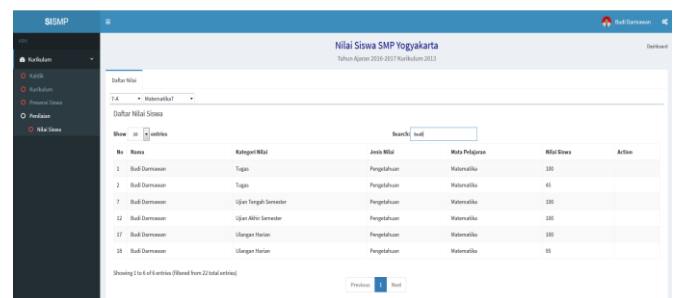 SISMP
Budi Darmawan
Nilai Siswa SMP Yogyakarta
Dashboard
Tahun Ajaran 2016-2017 Kurikulum 2013
Kurikulum
Kaldik
Kurikulum
Presensi Siswa
Penilaian
Nilai Siswa
Daftar Nilai
7-A Matematika7
Daftar Nilai Siswa
Show 10 entries Search: budi
No Nama Kategori Nilai Jenis Nilai Mata Pelajaran Nilai Siswa Action
1 Budi Darmawan Tugas Pengetahuan Matematika 100
2 Budi Darmawan Tugas Pengetahuan Matematika 45
7 Budi Darmawan Ujian Tengah Semester Pengetahuan Matematika 100
12 Budi Darmawan Ujian Akhir Semester Pengetahuan Matematika 100
17 Budi Darmawan Ulangan Harian Pengetahuan Matematika 100
18 Budi Darmawan Ulangan Harian Pengetahuan Matematika 95
Showing 1 to 6 of 6 entries (filtered from 22 total entries)
Previous 1 Next